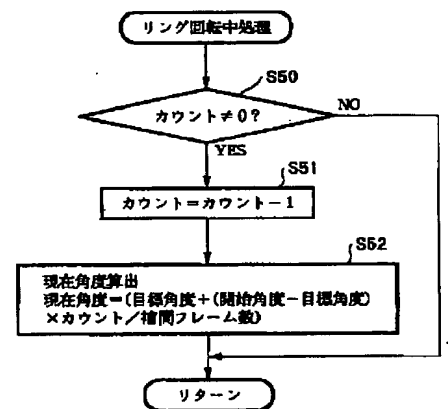 リング回転中処理
S50
カウント≠0?
NO
YES
S51
カウント=カウント-1
S52
現在角度算出
現在角度=(目標角度+(開始角度-目標角度)
×カウント/補間フレーム数)
リターン